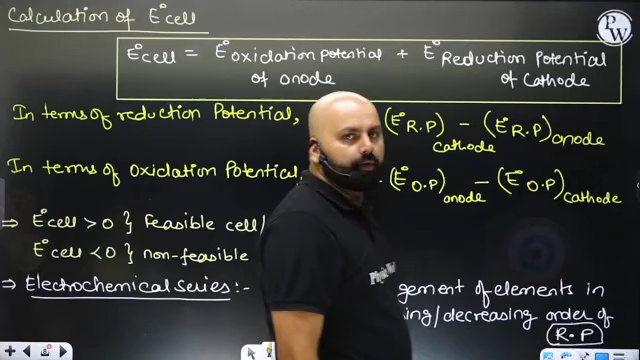 Calculation of E°cell
E°cell = E°oxidation potential + E°Reduction Potential
of anode of Cathode
In terms of reduction Potential, (E°R.P)cathode - (E°R.P)anode
In terms of oxidation Potential, (E°O.P)anode - (E°O.P)cathode
⇒ E°cell > 0 } feasible cell/
E°cell < 0 } non-feasible
⇒ Electrochemical Series :- gement of elements in
ing/decreasing order of
R.P
PW